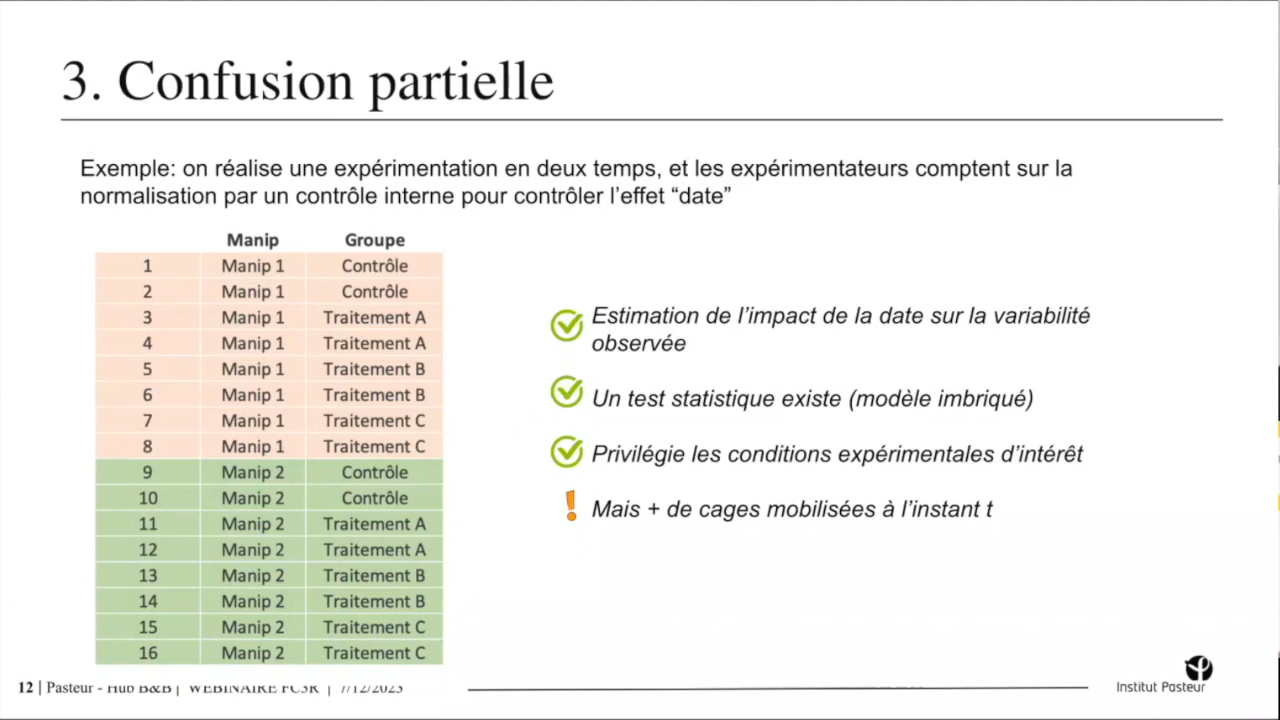 3. Confusion partielle
Exemple: on réalise une expérimentation en deux temps, et les expérimentateurs comptent sur la
normalisation par un contrôle interne pour contrôler l'effet “date”
Manip Groupe
1 Manip 1 Contrôle
2 Manip 1 Contrôle
3 Manip 1 Traitement A
4 Manip 1 Traitement A
5 Manip 1 Traitement B
6 Manip 1 Traitement B
7 Manip 1 Traitement C
8 Manip 1 Traitement C
9 Manip 2 Contrôle
10 Manip 2 Contrôle
11 Manip 2 Traitement A
12 Manip 2 Traitement A
13 Manip 2 Traitement B
14 Manip 2 Traitement B
15 Manip 2 Traitement C
16 Manip 2 Traitement C
Estimation de l'impact de la date sur la variabilité
observée
Un test statistique existe (modèle imbriqué)
Privilégie les conditions expérimentales d'intérêt
Mais + de cages mobilisées à l'instant t
12 | Pasteur - Hub B&B | WEBINAIRE FC3R | 7/12/2023
Institut Pasteur